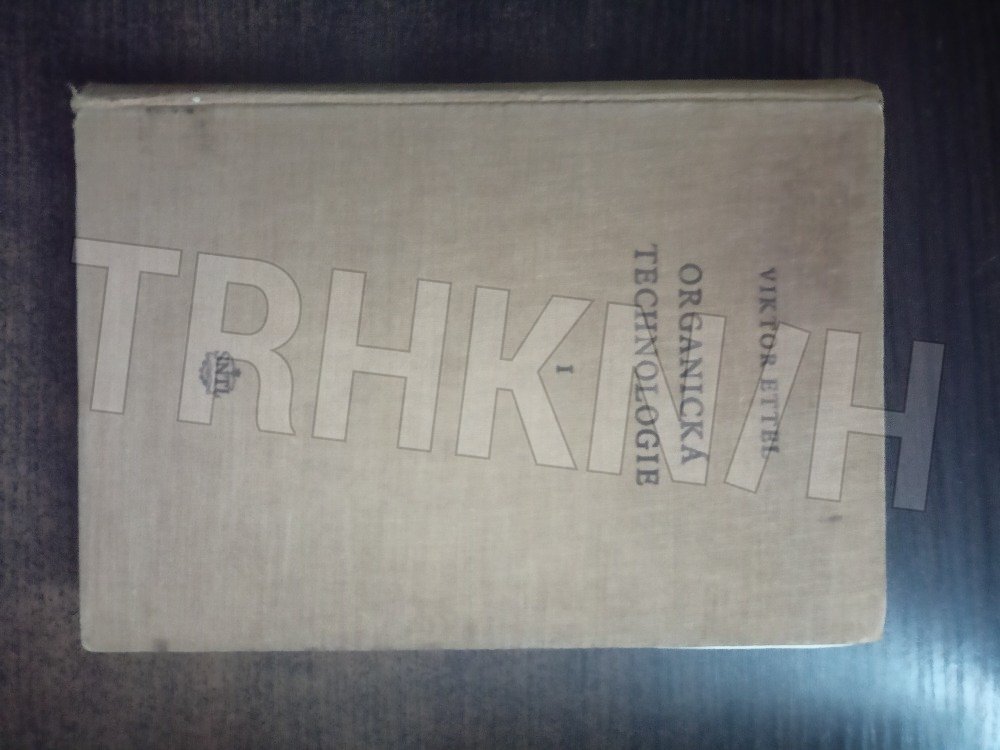 VIKTOR ETTEL
ORGANICKÁ
TECHNOLOGIE
I
SNTL
TRHKNIH